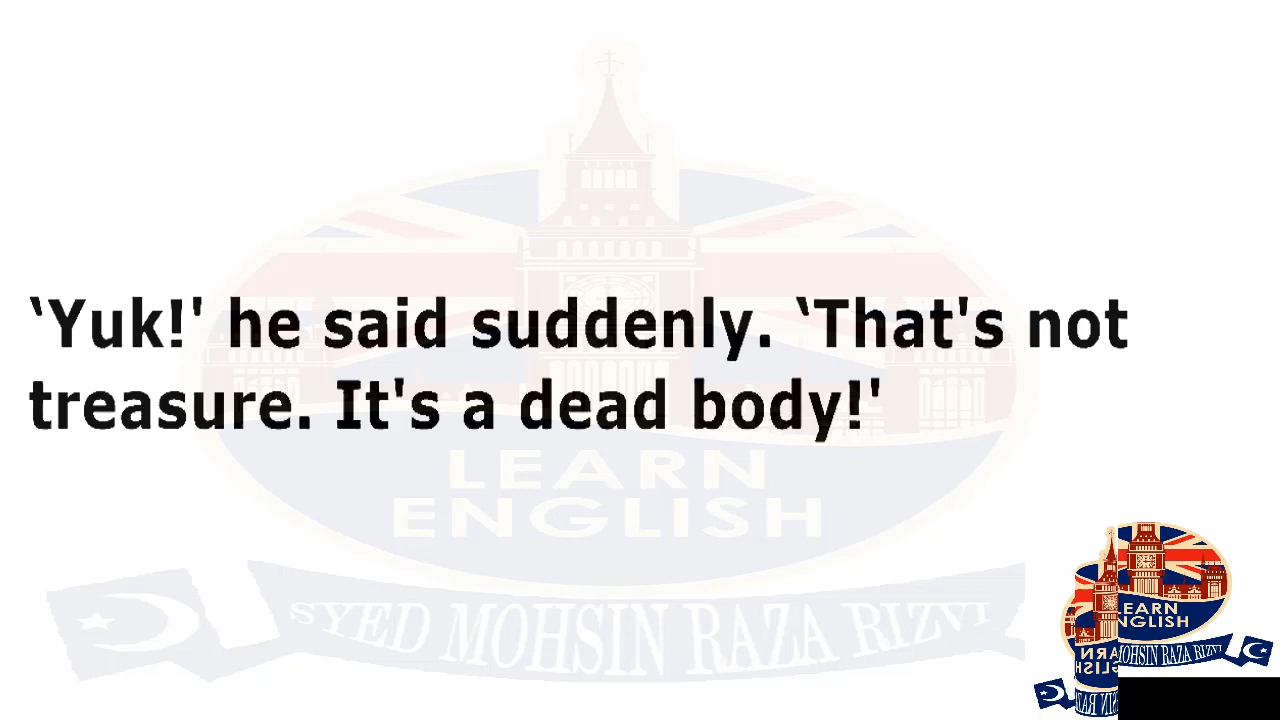 ‘Yuk!' he said suddenly. ‘That's not
treasure. It's a dead body!'
LEARN
ENGLISH
SYED MOHSIN RAZA RIZVI
LEARN
NGLISH
MOHSIN RAZA RIZVI